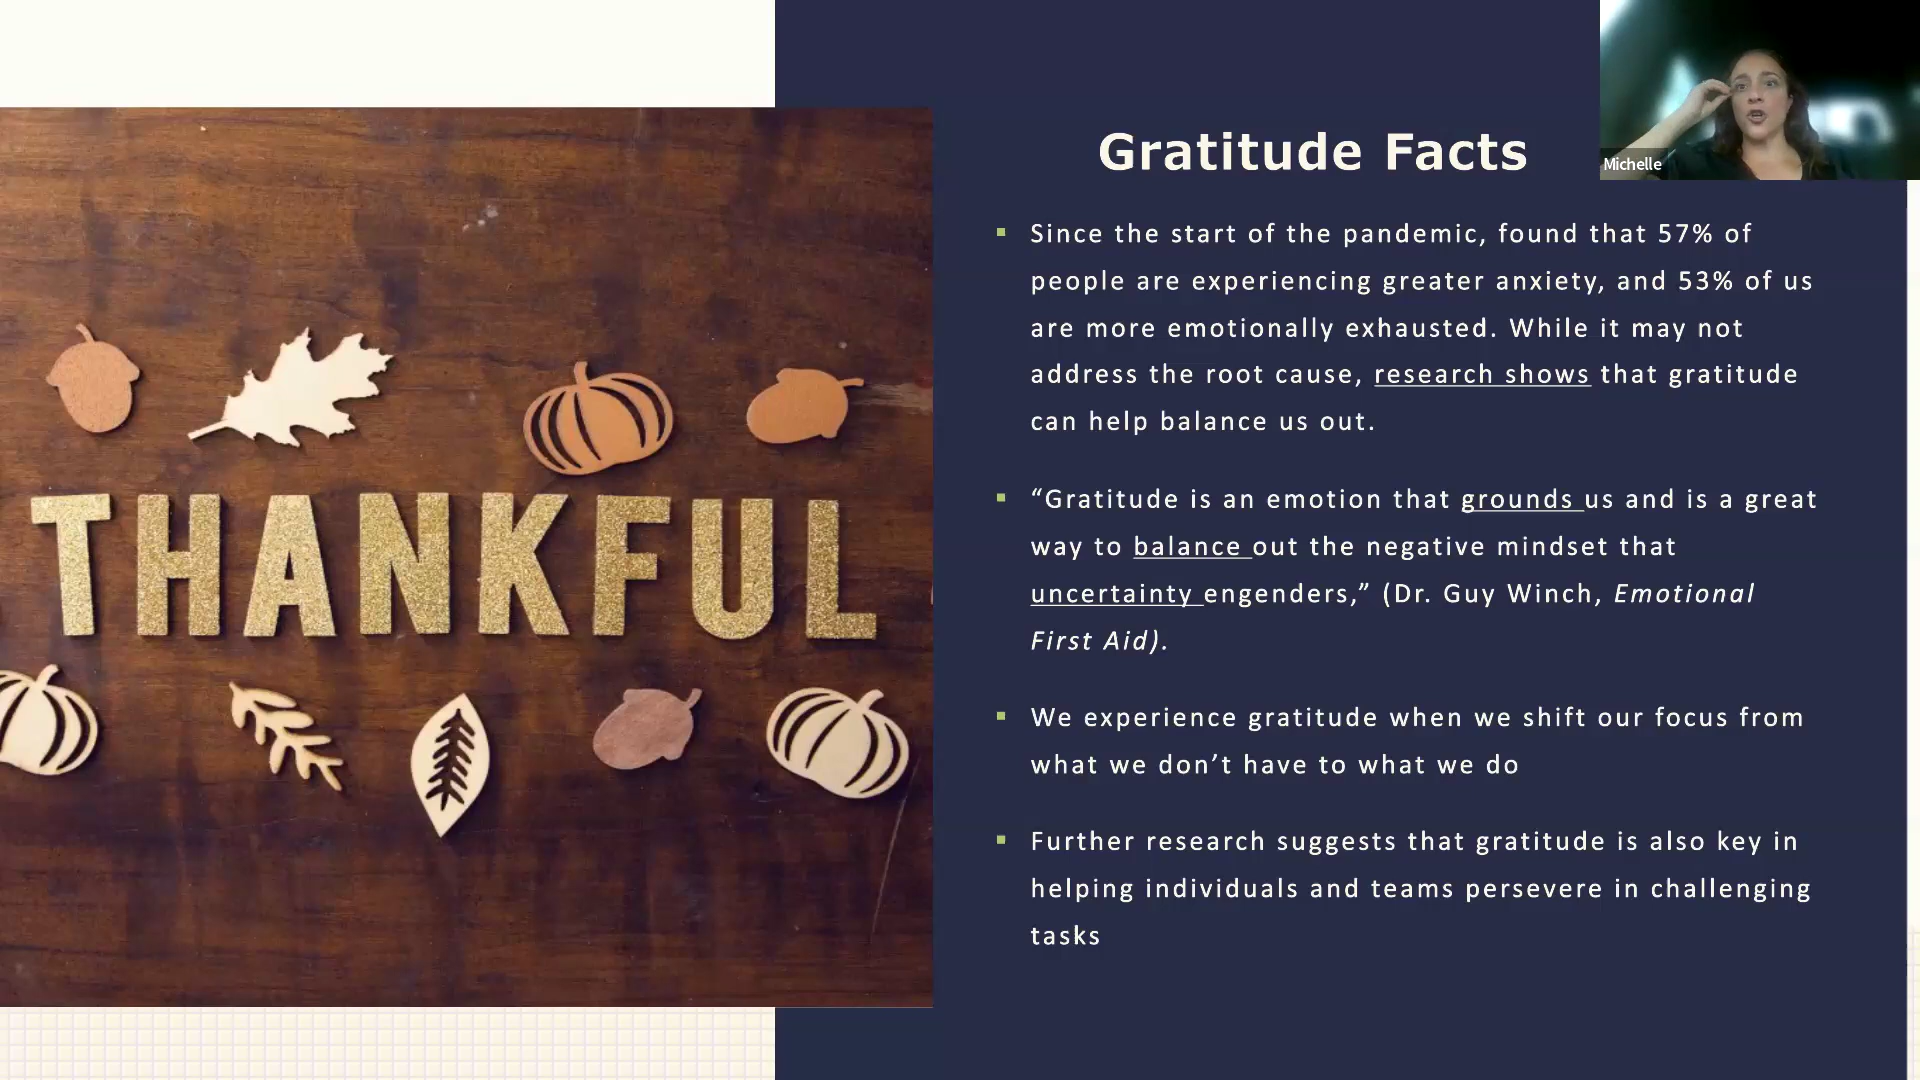 THANKFUL
Gratitude Facts
Michelle
▪ Since the start of the pandemic, found that 57% of
people are experiencing greater anxiety, and 53% of us
are more emotionally exhausted. While it may not
address the root cause, research shows that gratitude
can help balance us out.
▪ “Gratitude is an emotion that grounds us and is a great
way to balance out the negative mindset that
uncertainty engenders,” (Dr. Guy Winch, Emotional
First Aid).
▪ We experience gratitude when we shift our focus from
what we don’t have to what we do
▪ Further research suggests that gratitude is also key in
helping individuals and teams persevere in challenging
tasks